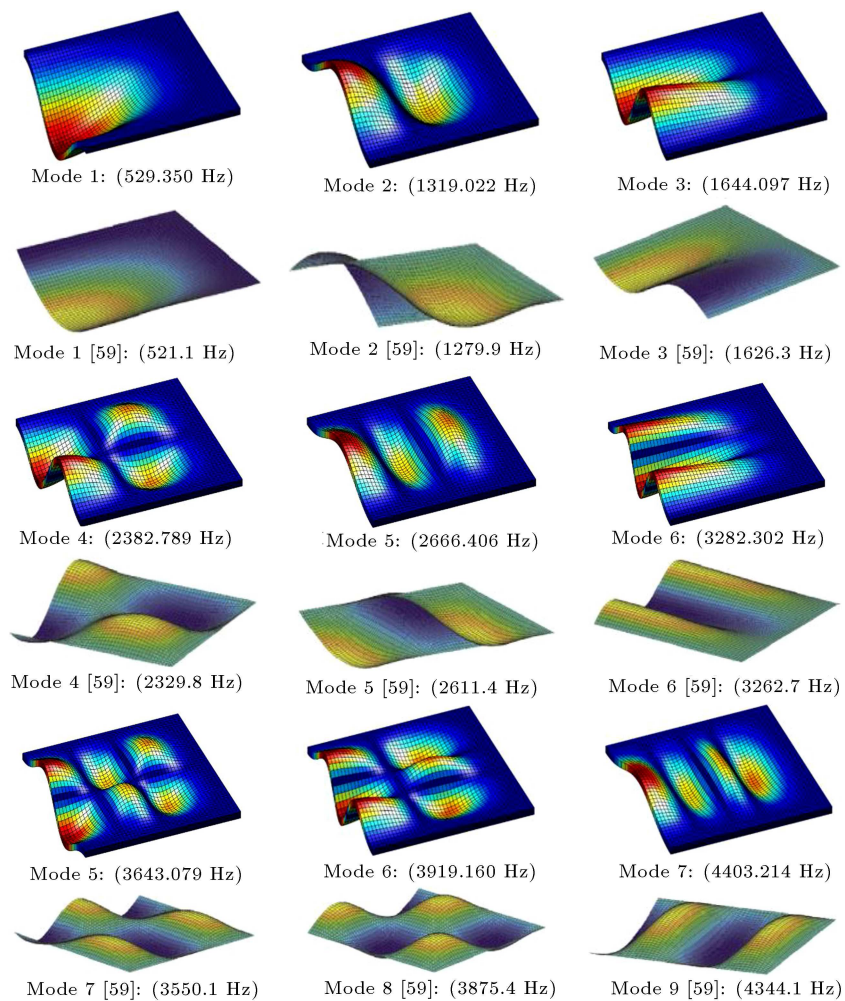 Mode 1: (529.350 Hz)
Mode 2: (1319.022 Hz)
Mode 3: (1644.097 Hz)
Mode 1 [59]: (521.1 Hz)
Mode 2 [59]: (1279.9 Hz)
Mode 3 [59]: (1626.3 Hz)
Mode 4: (2382.789 Hz)
Mode 5: (2666.406 Hz)
Mode 6: (3282.302 Hz)
Mode 4 [59]: (2329.8 Hz)
Mode 5 [59]: (2611.4 Hz)
Mode 6 [59]: (3262.7 Hz)
Mode 5: (3643.079 Hz)
Mode 6: (3919.160 Hz)
Mode 7: (4403.214 Hz)
Mode 7 [59]: (3550.1 Hz)
Mode 8 [59]: (3875.4 Hz)
Mode 9 [59]: (4344.1 Hz)